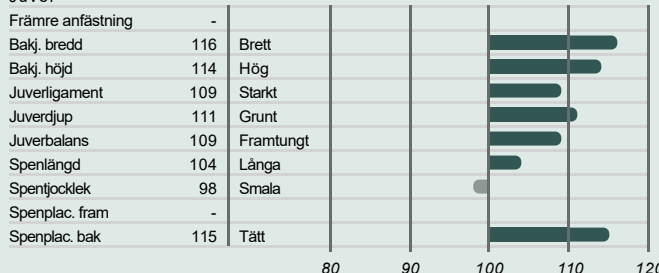 Juver
Främre anfästning -
Bakj. bredd 116 Brett
Bakj. höjd 114 Hög
Juverligament 109 Starkt
Juverdjup 111 Grunt
Juverbalans 109 Framtungt
Spenlängd 104 Långa
Spentjocklek 98 Smala
Spenplac. fram -
Spenplac. bak 115 Tätt
80 90 100 110 120